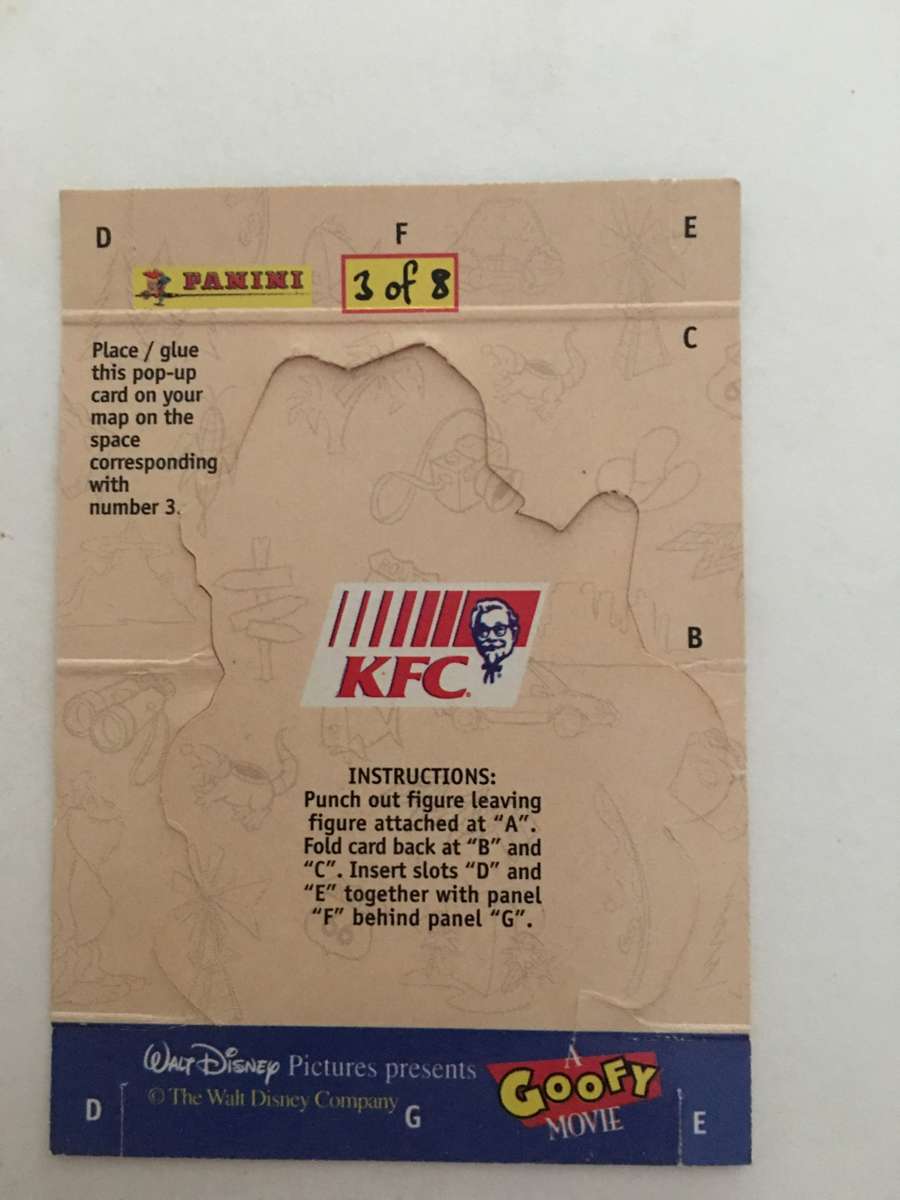 D F E
PANINI
3 of 8
C
Place / glue
this pop-up
card on your
map on the
space
corresponding
with
number 3.
B
KFC
INSTRUCTIONS:
Punch out figure leaving
figure attached at “A”.
Fold card back at “B” and
“C”. Insert slots “D” and
“E” together with panel
“F” behind panel “G”.
WALT DISNEY Pictures presents
A
GOOFY
MOVIE
© The Walt Disney Company
D G E